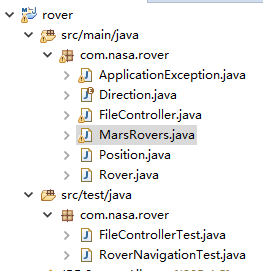 rover
src/main/java
com.nasa.rover
ApplicationException.java
Direction.java
FileController.java
MarsRovers.java
Position.java
Rover.java
src/test/java
com.nasa.rover
FileControllerTest.java
RoverNavigationTest.java